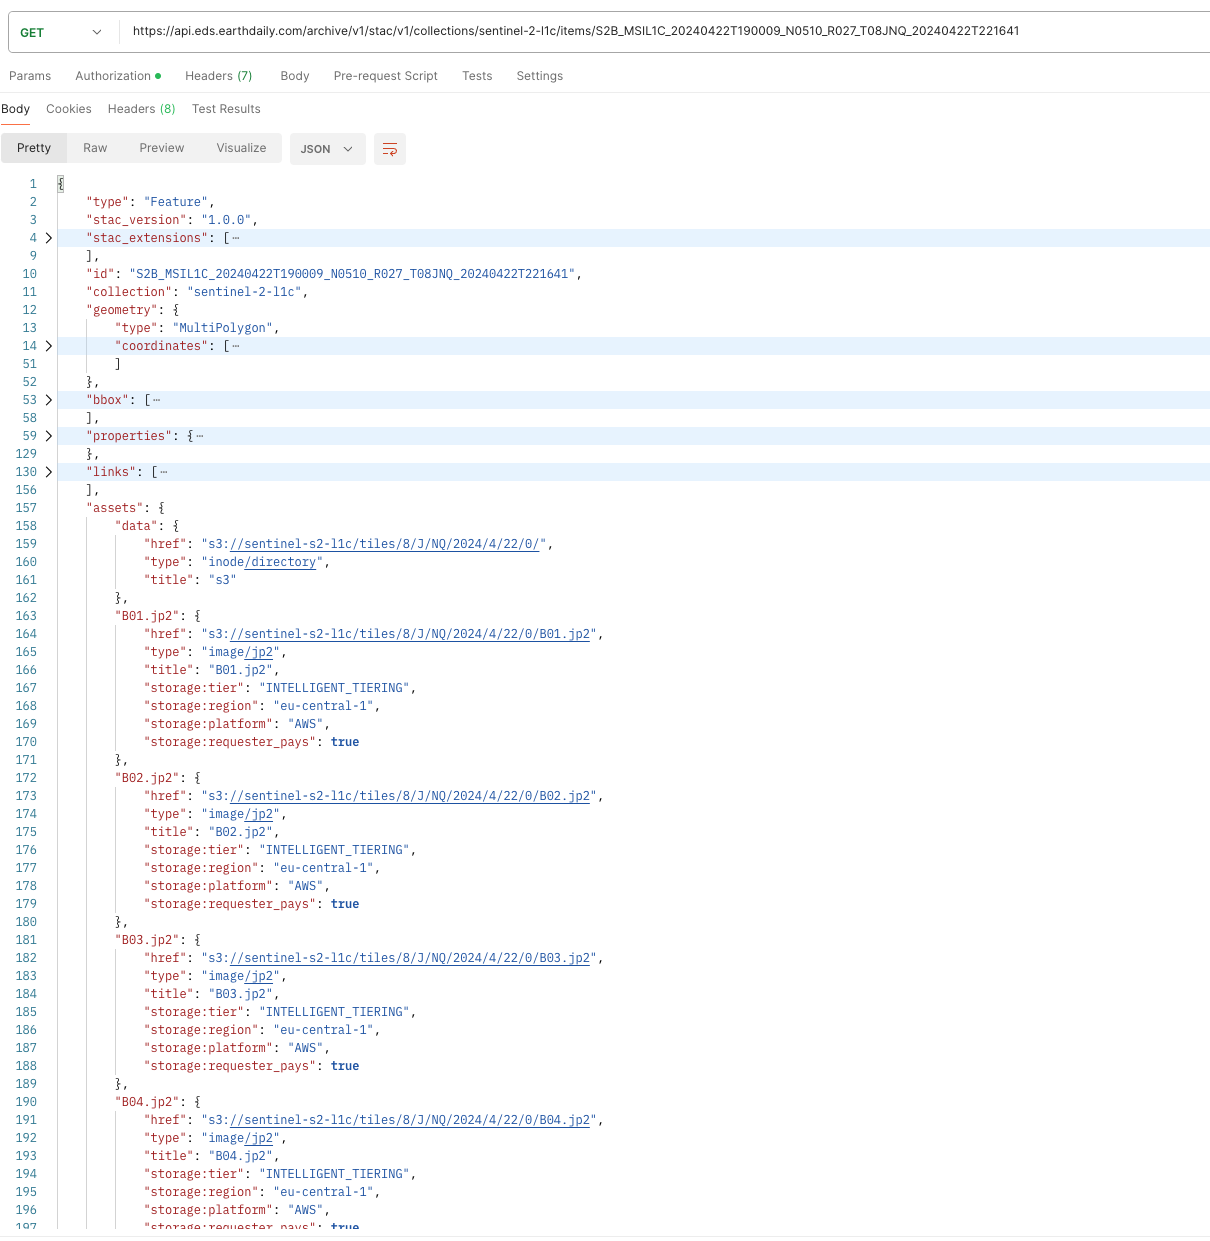 GET https://api.eds.earthdaily.com/archive/v1/stac/v1/collections/sentinel-2-l1c/items/S2B_MSIL1C_20240422T190009_N0510_R027_T08JNQ_20240422T221641
Params Authorization Headers (7) Body Pre-request Script Tests Settings
Body Cookies Headers (8) Test Results
Pretty Raw Preview Visualize JSON
1 {
2 "type": "Feature",
3 "stac_version": "1.0.0",
4 "stac_extensions": [ ⋯
9 ],
10 "id": "S2B_MSIL1C_20240422T190009_N0510_R027_T08JNQ_20240422T221641",
11 "collection": "sentinel-2-l1c",
12 "geometry": {
13 "type": "MultiPolygon",
14 "coordinates": [ ⋯
51 ]
52 },
53 "bbox": [ ⋯
58 ],
59 "properties": { ⋯
129 },
130 "links": [ ⋯
156 ],
157 "assets": {
158 "data": {
159 "href": "s3://sentinel-s2-l1c/tiles/8/J/NQ/2024/4/22/0/",
160 "type": "inode/directory",
161 "title": "s3"
162 },
163 "B01.jp2": {
164 "href": "s3://sentinel-s2-l1c/tiles/8/J/NQ/2024/4/22/0/B01.jp2",
165 "type": "image/jp2",
166 "title": "B01.jp2",
167 "storage:tier": "INTELLIGENT_TIERING",
168 "storage:region": "eu-central-1",
169 "storage:platform": "AWS",
170 "storage:requester_pays": true
171 },
172 "B02.jp2": {
173 "href": "s3://sentinel-s2-l1c/tiles/8/J/NQ/2024/4/22/0/B02.jp2",
174 "type": "image/jp2",
175 "title": "B02.jp2",
176 "storage:tier": "INTELLIGENT_TIERING",
177 "storage:region": "eu-central-1",
178 "storage:platform": "AWS",
179 "storage:requester_pays": true
180 },
181 "B03.jp2": {
182 "href": "s3://sentinel-s2-l1c/tiles/8/J/NQ/2024/4/22/0/B03.jp2",
183 "type": "image/jp2",
184 "title": "B03.jp2",
185 "storage:tier": "INTELLIGENT_TIERING",
186 "storage:region": "eu-central-1",
187 "storage:platform": "AWS",
188 "storage:requester_pays": true
189 },
190 "B04.jp2": {
191 "href": "s3://sentinel-s2-l1c/tiles/8/J/NQ/2024/4/22/0/B04.jp2",
192 "type": "image/jp2",
193 "title": "B04.jp2",
194 "storage:tier": "INTELLIGENT_TIERING",
195 "storage:region": "eu-central-1",
196 "storage:platform": "AWS",
197 "storage:requester_pays": true